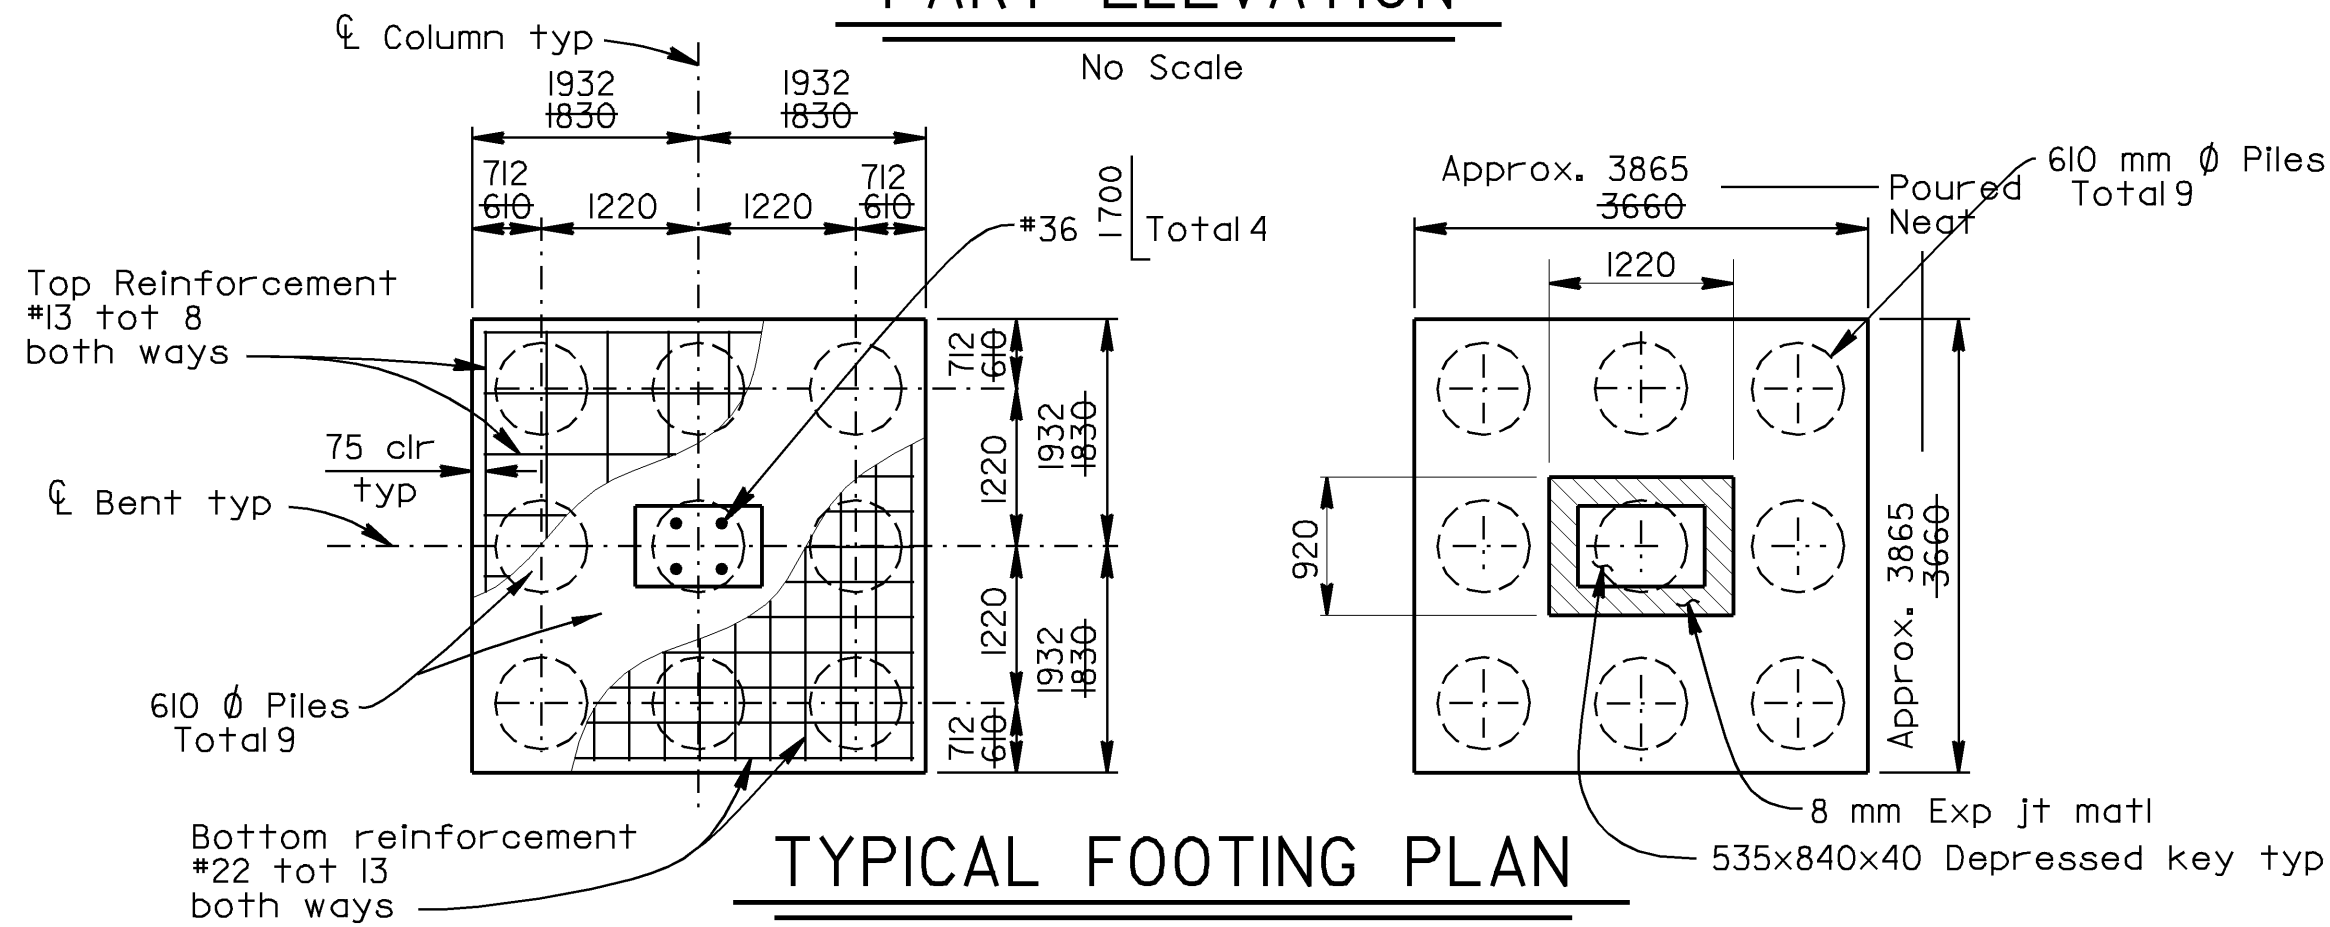 PART ELEVATION
No Scale
℄ Column typ
1932
1830
1932
1830
712
610
1220
1220
712
610
#36
1700
Total 4
Top Reinforcement
#13 tot 8
both ways
75 clr
typ
℄ Bent typ
610 Ø Piles
Total 9
Bottom reinforcement
#22 tot 13
both ways
712
610
1220
1932
1830
1220
1932
1830
712
610
Approx. 3865
3660
Poured
Neat
610 mm Ø Piles
Total 9
1220
920
Approx. 3865
3660
8 mm Exp jt matl
535x840x40 Depressed key typ
TYPICAL FOOTING PLAN